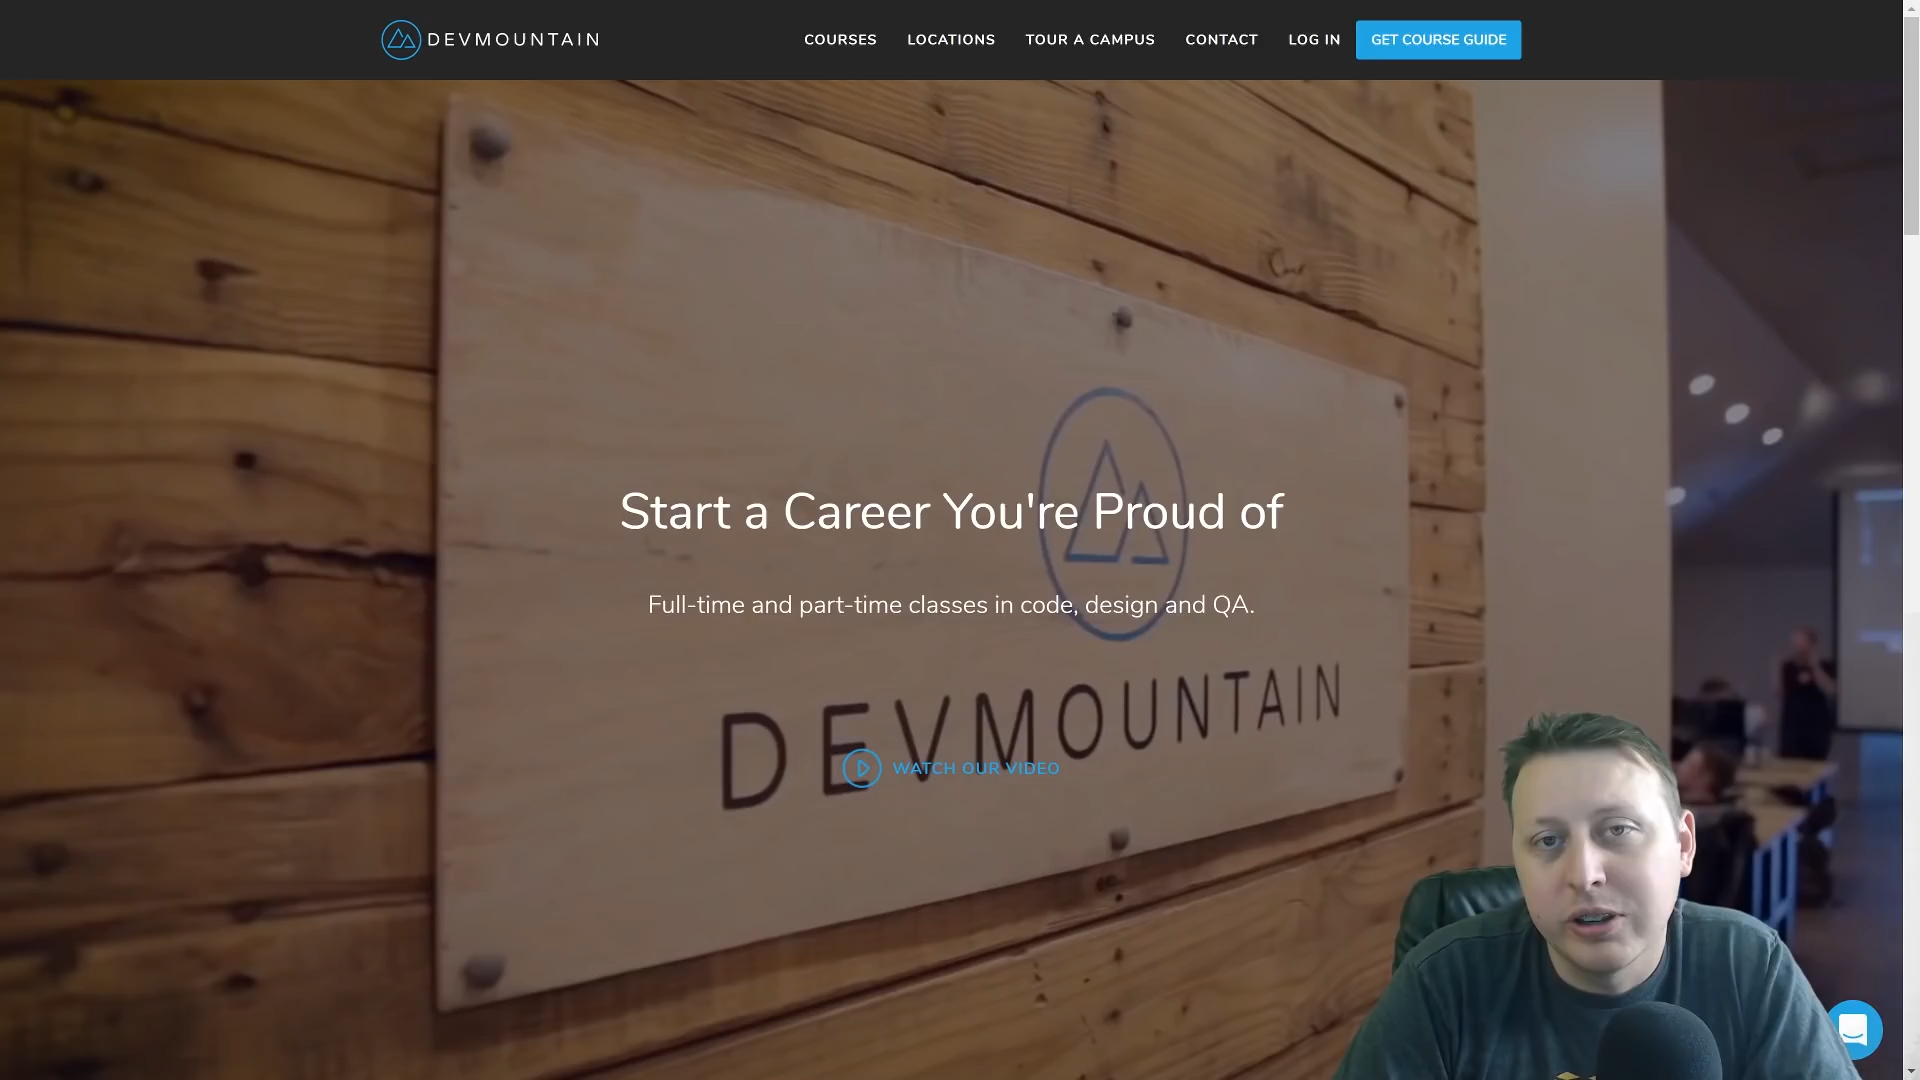 DEVMOUNTAIN
COURSES
LOCATIONS
TOUR A CAMPUS
CONTACT
LOG IN
GET COURSE GUIDE
Start a Career You're Proud of
Full-time and part-time classes in code, design and QA.
DEVMOUNTAIN
WATCH OUR VIDEO